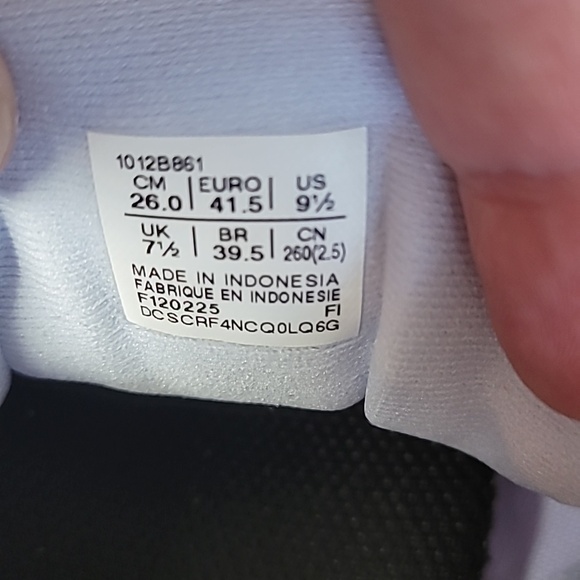 1012B861
CM | EURO | US
26.0 | 41.5 | 9½
UK | BR | CN
7½ | 39.5 | 260(2.5)
MADE IN INDONESIA
FABRIQUE EN INDONESIE
F120225 FI
DCSCRF4NCQ0LQ6G